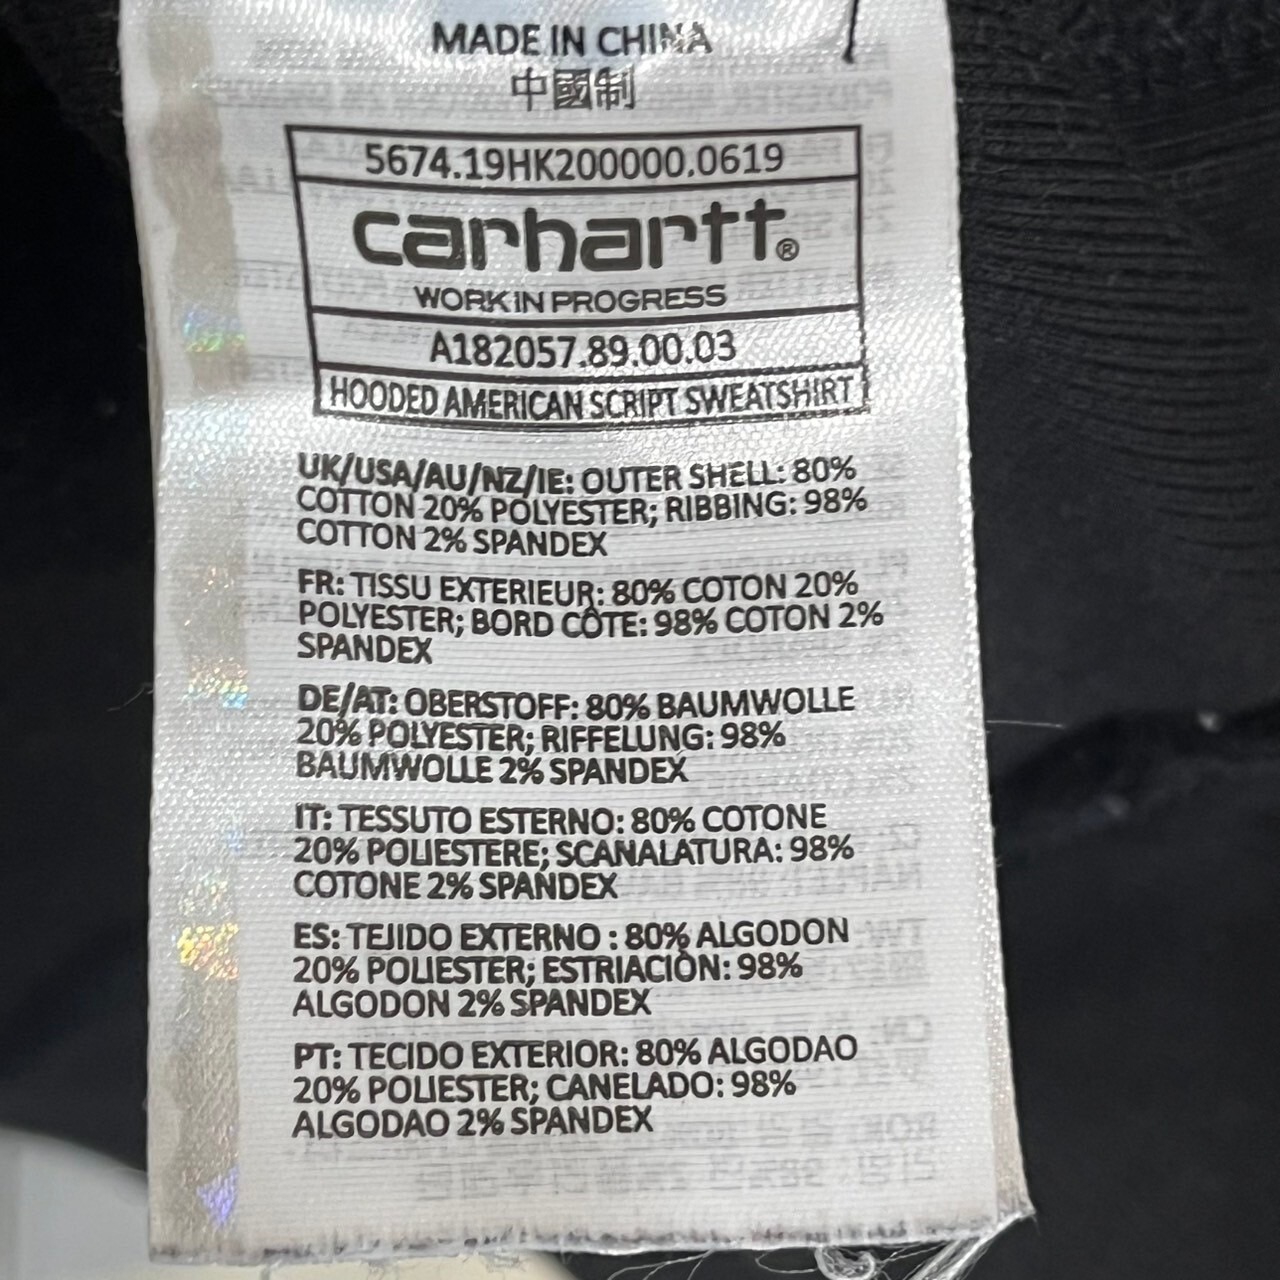 MADE IN CHINA
中國制
5674.19HK200000.0619
carhartt®
WORK IN PROGRESS
A182057.89.00.03
HOODED AMERICAN SCRIPT SWEATSHIRT
UK/USA/AU/NZ/IE: OUTER SHELL: 80%
COTTON 20% POLYESTER; RIBBING: 98%
COTTON 2% SPANDEX
FR: TISSU EXTERIEUR: 80% COTON 20%
POLYESTER; BORD CÔTE: 98% COTON 2%
SPANDEX
DE/AT: OBERSTOFF: 80% BAUMWOLLE
20% POLYESTER; RIFFELUNG: 98%
BAUMWOLLE 2% SPANDEX
IT: TESSUTO ESTERNO: 80% COTONE
20% POLIESTERE; SCANALATURA: 98%
COTONE 2% SPANDEX
ES: TEJIDO EXTERNO : 80% ALGODON
20% POLIESTER; ESTRIACIÒN: 98%
ALGODON 2% SPANDEX
PT: TECIDO EXTERIOR: 80% ALGODAO
20% POLIESTER; CANELADO: 98%
ALGODAO 2% SPANDEX